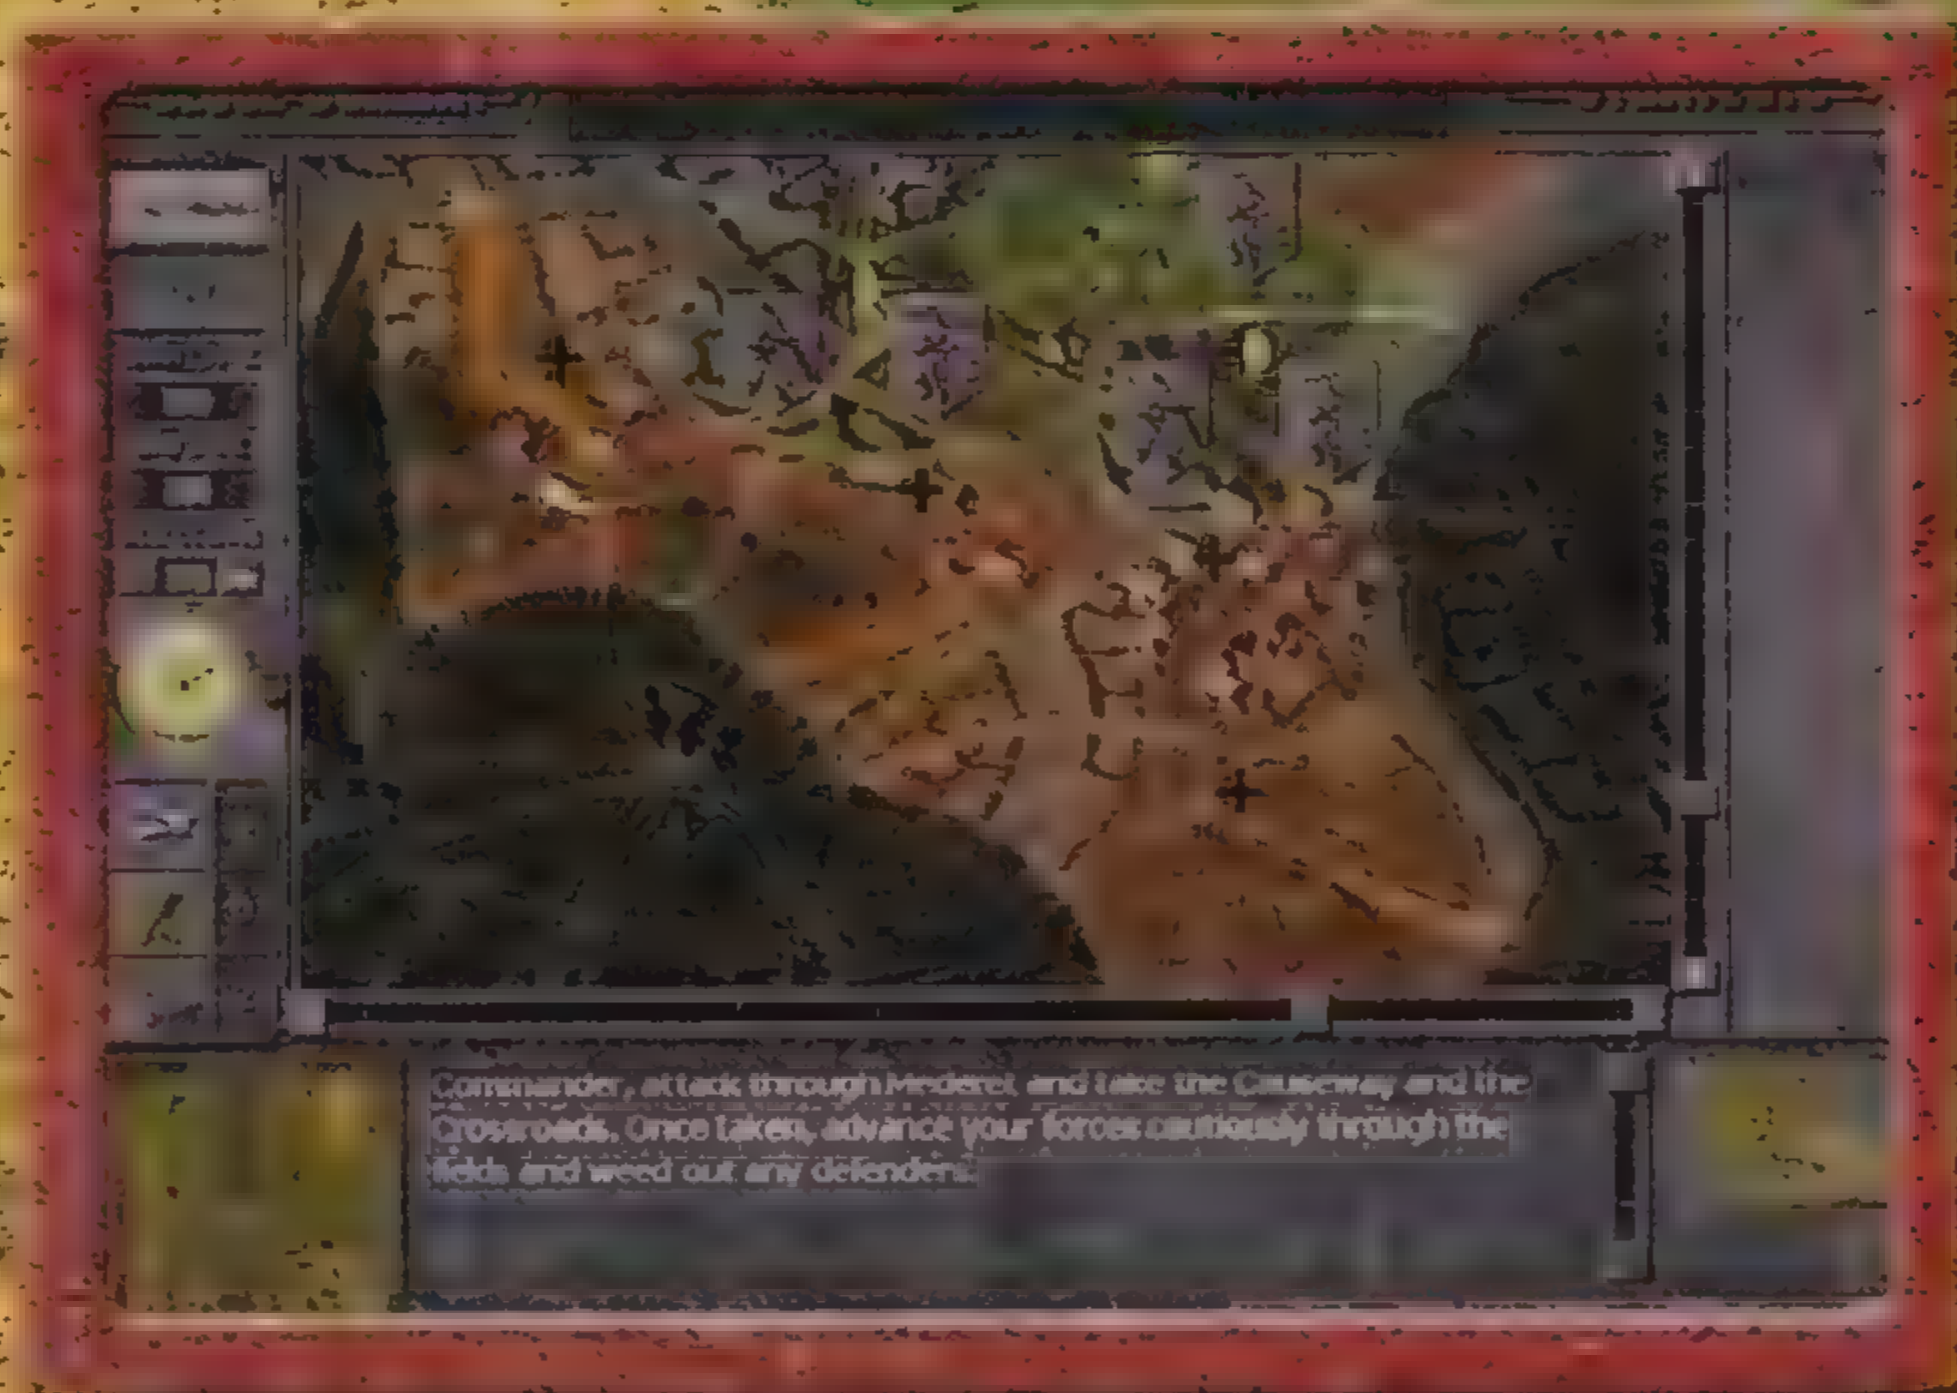 Commander, attack through Mederet and take the Causeway and the
Crossroads. Once taken, advance your forces cautiously through the
fields and weed out any defenders.